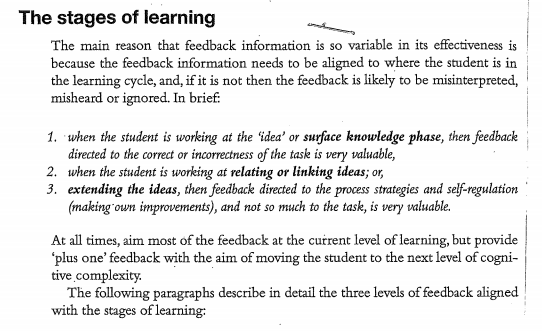 The stages of learning
The main reason that feedback information is so variable in its effectiveness is
because the feedback information needs to be aligned to where the student is in
the learning cycle, and, if it is not then the feedback is likely to be misinterpreted,
misheard or ignored. In brief:
1. when the student is working at the ‘idea’ or surface knowledge phase, then feedback
directed to the correct or incorrectness of the task is very valuable,
2. when the student is working at relating or linking ideas; or,
3. extending the ideas, then feedback directed to the process strategies and self-regulation
(making own improvements), and not so much to the task, is very valuable.
At all times, aim most of the feedback at the current level of learning, but provide
‘plus one’ feedback with the aim of moving the student to the next level of cogni-
tive complexity.
The following paragraphs describe in detail the three levels of feedback aligned
with the stages of learning: